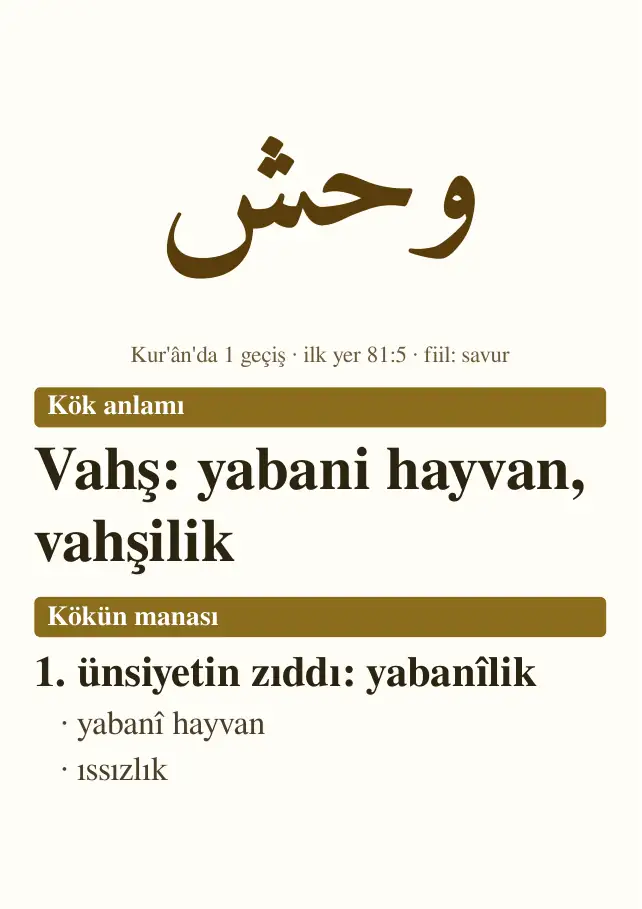 وحش
Kur'ân'da 1 geçiş · ilk yer 81:5 · fiil: savur
Kök anlamı
Vahş: yabani hayvan,
vahşilik
Kökün manası
1. ünsiyetin zıddı: yabanîlik
· yabanî hayvan
· ıssızlık